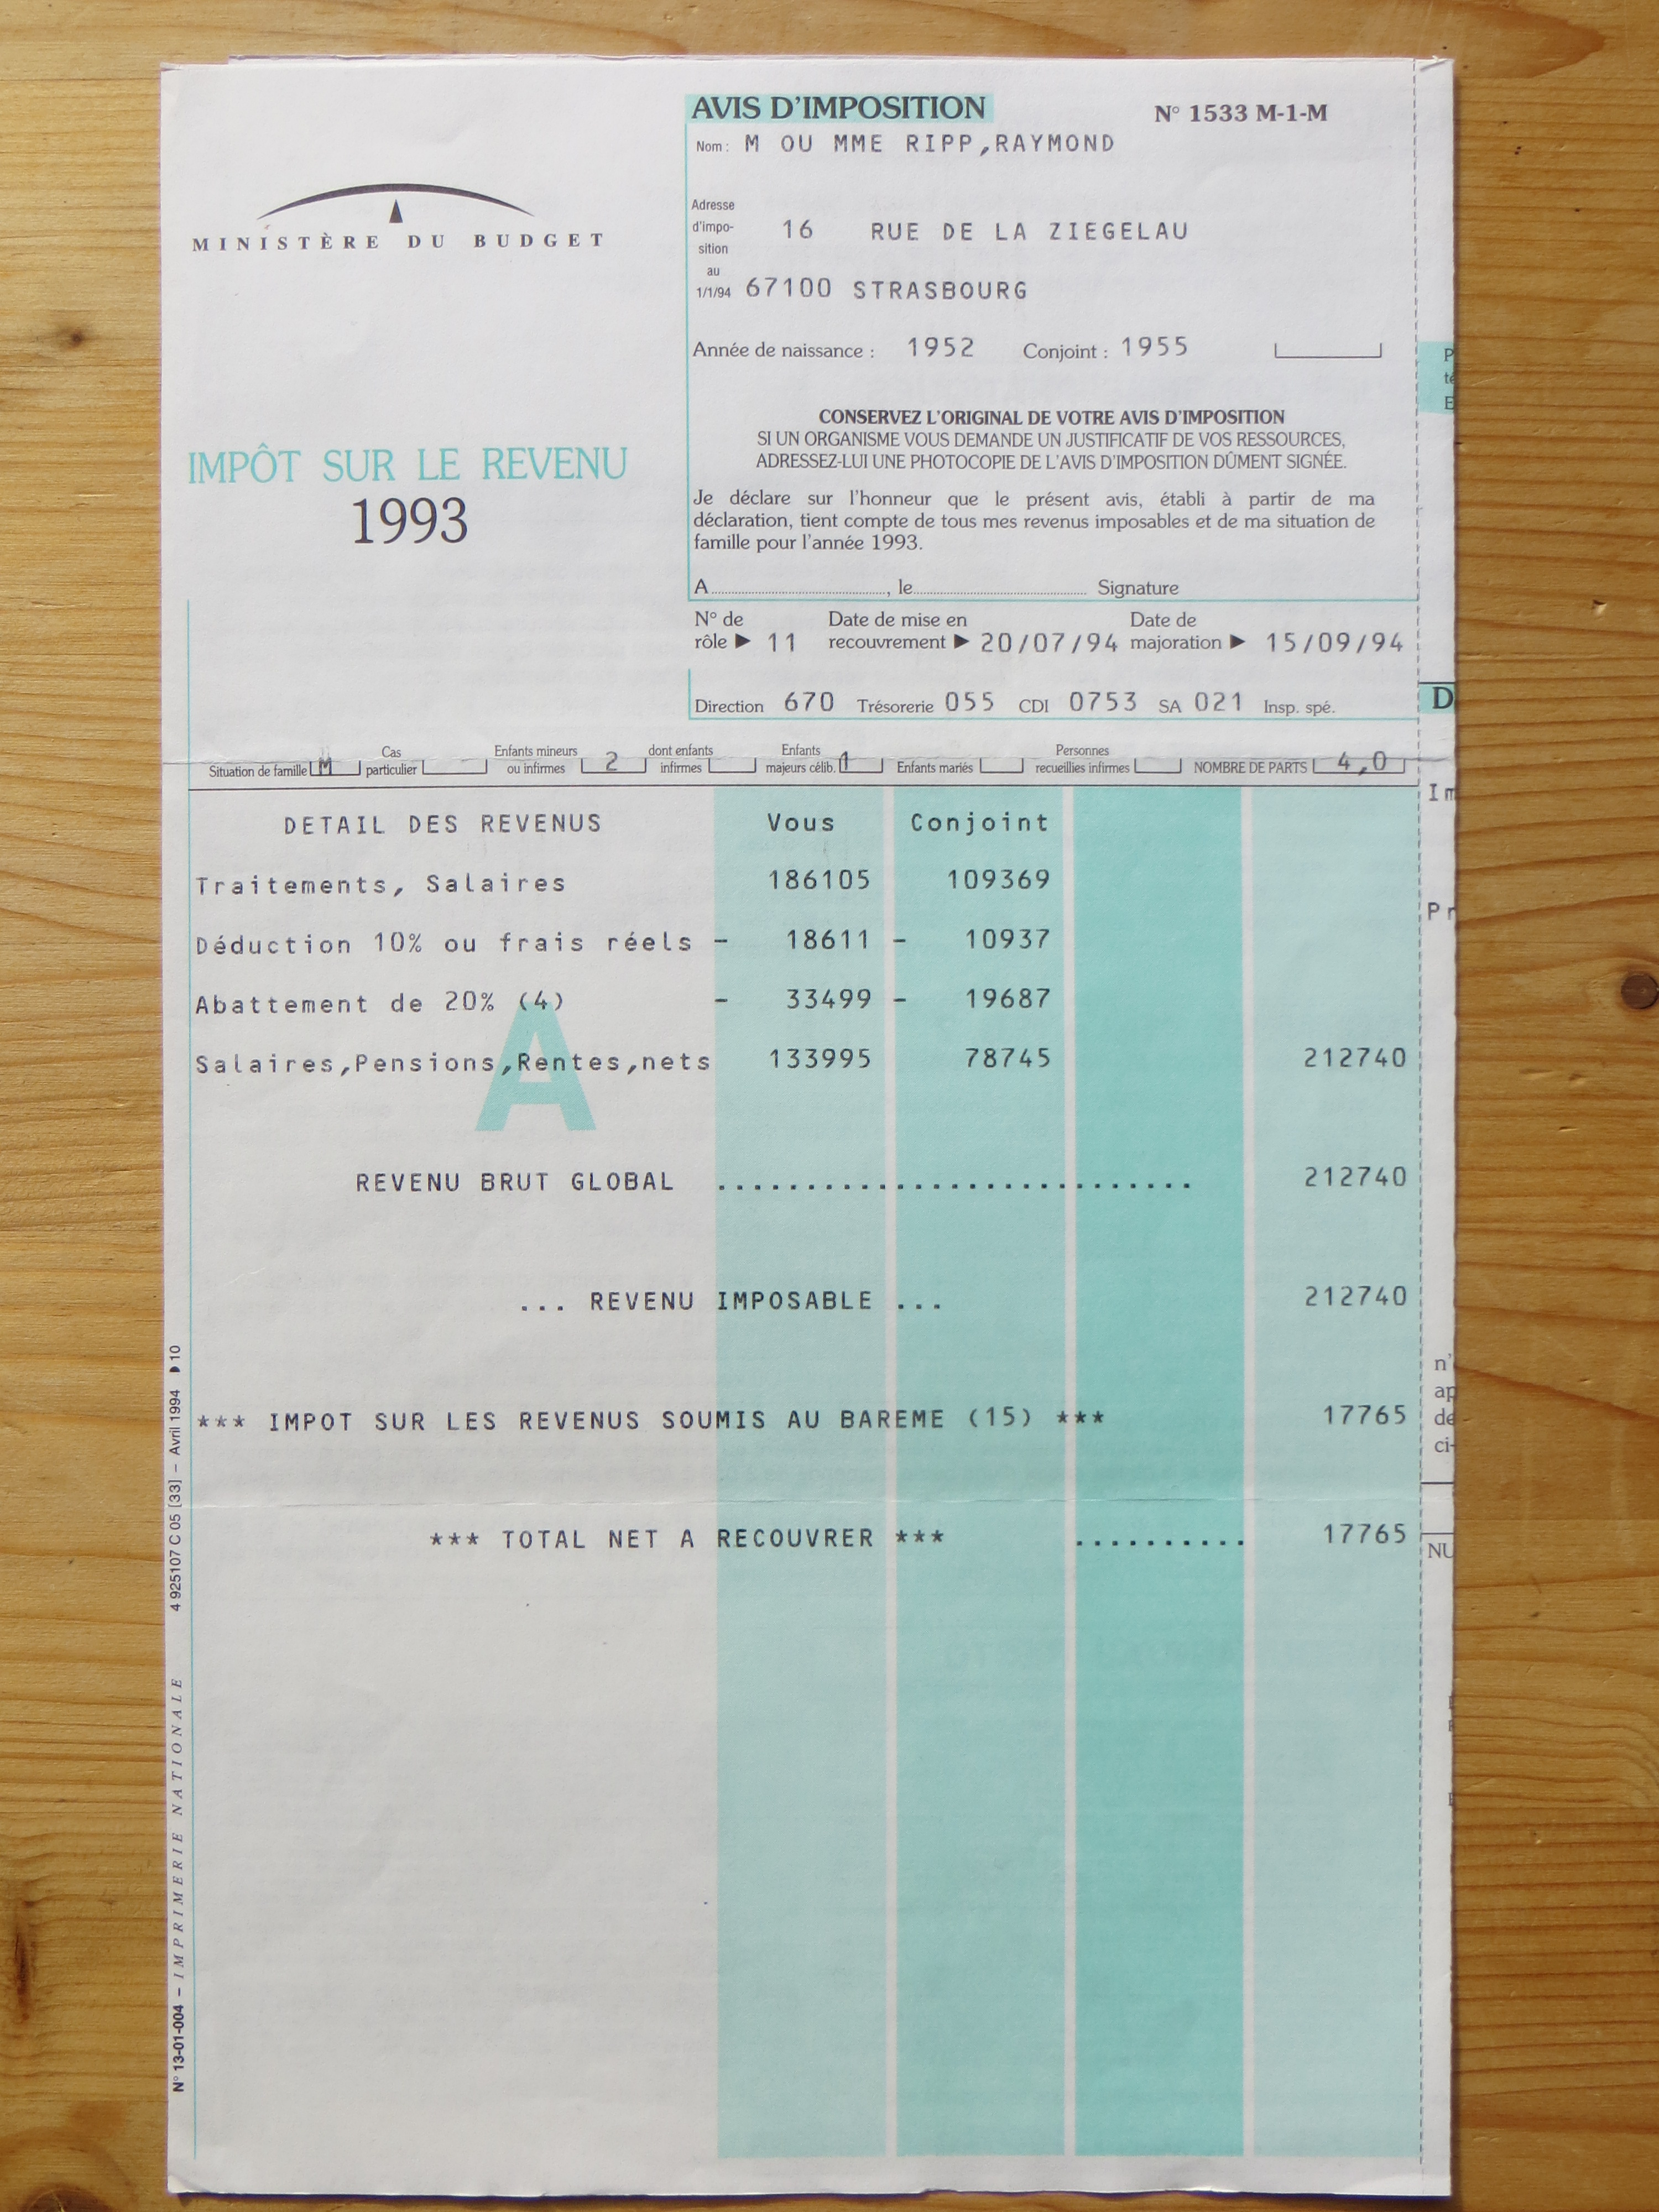 AVIS D'IMPOSITION N° 1533 M-1-M
Nom : M OU MME RIPP,RAYMOND
MINISTÈRE DU BUDGET
Adresse
d'impo-
sition
au
1/1/94
16 RUE DE LA ZIEGELAU
67100 STRASBOURG
Année de naissance : 1952 Conjoint : 1955
CONSERVEZ L'ORIGINAL DE VOTRE AVIS D'IMPOSITION
SI UN ORGANISME VOUS DEMANDE UN JUSTIFICATIF DE VOS RESSOURCES,
ADRESSEZ-LUI UNE PHOTOCOPIE DE L'AVIS D'IMPOSITION DÛMENT SIGNÉE.
IMPÔT SUR LE REVENU
1993
Je déclare sur l'honneur que le présent avis, établi à partir de ma
déclaration, tient compte de tous mes revenus imposables et de ma situation de
famille pour l'année 1993.
A............................................, le............................................ Signature
N° de rôle ► 11 Date de mise en recouvrement ► 20/07/94 Date de majoration ► 15/09/94
Direction 670 Trésorerie 055 CDI 0753 SA 021 Insp. spé.
Situation de famille M Cas particulier Enfants mineurs ou infirmes 2 dont enfants infirmes Enfants majeurs célib. 1 Enfants mariés Personnes recueillies infirmes NOMBRE DE PARTS 4,0
DETAIL DES REVENUS Vous Conjoint
Traitements, Salaires 186105 109369
Déduction 10% ou frais réels - 18611 - 10937
Abattement de 20% (4) - 33499 - 19687
Salaires,Pensions,Rentes,nets 133995 78745 212740
A
REVENU BRUT GLOBAL ........................... 212740
... REVENU IMPOSABLE ... 212740
*** IMPOT SUR LES REVENUS SOUMIS AU BAREME (15) *** 17765
*** TOTAL NET A RECOUVRER *** .......... 17765
N° 13-01-004 – IMPRIMERIE NATIONALE 4 925107 C 05 [33] – Avril 1994 ◗ 10
P
té
E
D
Im
Pr
n'
ap
de
ci-
NU